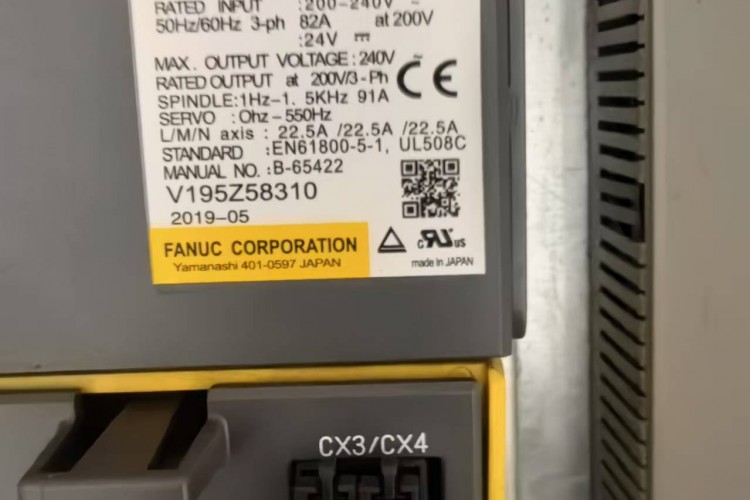 RATED INPUT :200-240V ~
50Hz/60Hz 3-ph 82A at 200V
:24V ⎓
MAX. OUTPUT VOLTAGE : 240V ~
RATED OUTPUT at 200V/3-Ph
SPINDLE:1Hz-1. 5KHz 91A
SERVO : 0hz-550Hz
L/M/N axis : 22.5A /22.5A /22.5A
STANDARD :EN61800-5-1, UL508C
MANUAL NO. :B-65422
V195Z58310
2019-05
CE
FANUC CORPORATION
Yamanashi 401-0597 JAPAN
c RU us
made in JAPAN
CX3/CX4